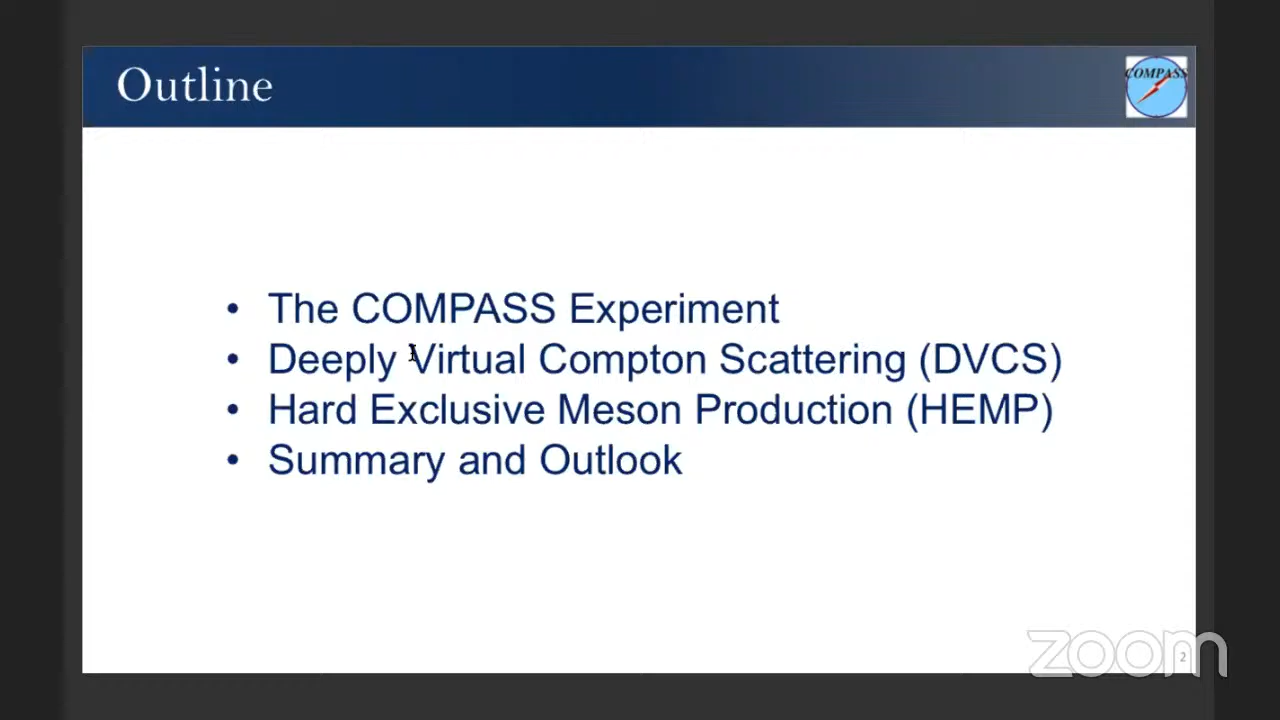 Outline
COMPASS
• The COMPASS Experiment
• Deeply Virtual Compton Scattering (DVCS)
• Hard Exclusive Meson Production (HEMP)
• Summary and Outlook
zoom
2